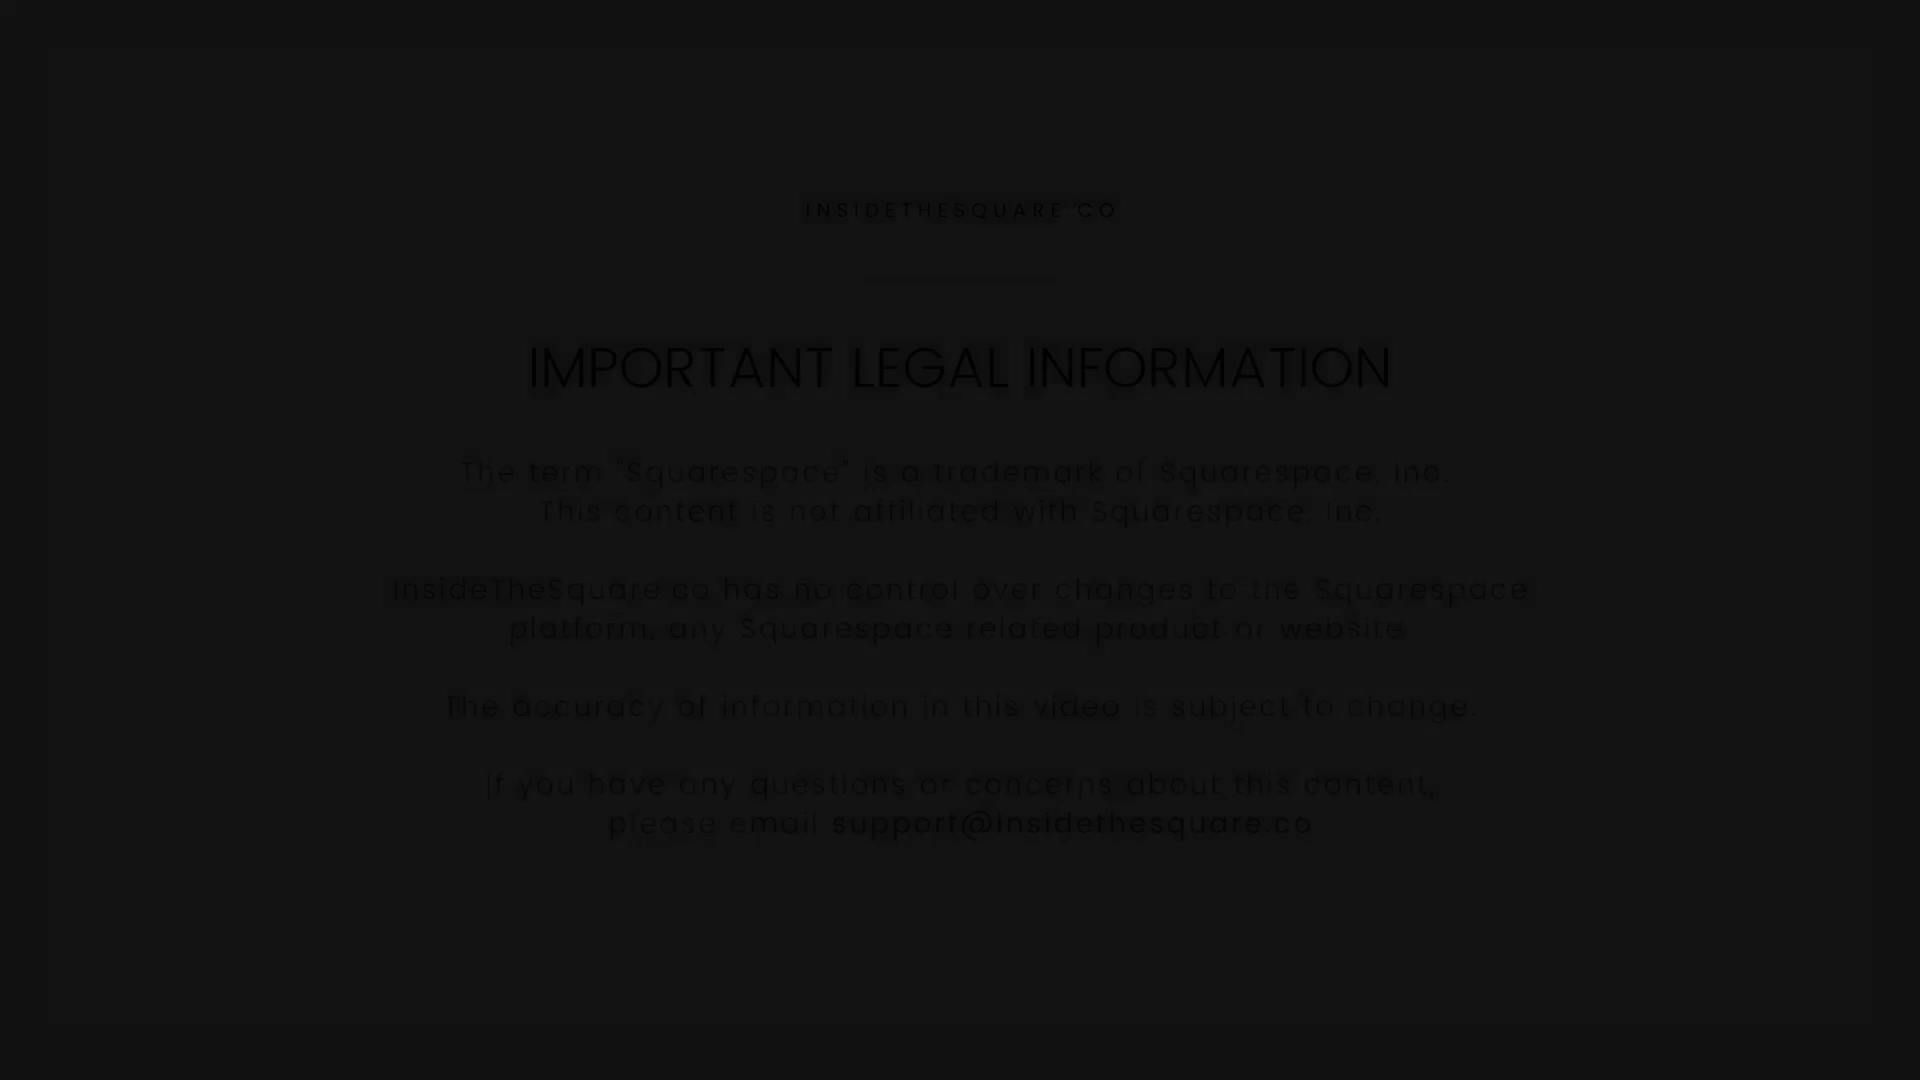 INSIDETHESQUARE.CO
IMPORTANT LEGAL INFORMATION
The term "Squarespace" is a trademark of Squarespace, Inc.
This content is not affiliated with Squarespace, Inc.
InsideTheSquare.co has no control over changes to the Squarespace
platform, any Squarespace related product or website
The accuracy of information in this video is subject to change.
If you have any questions or concerns about this content,
please email support@insidethesquare.co